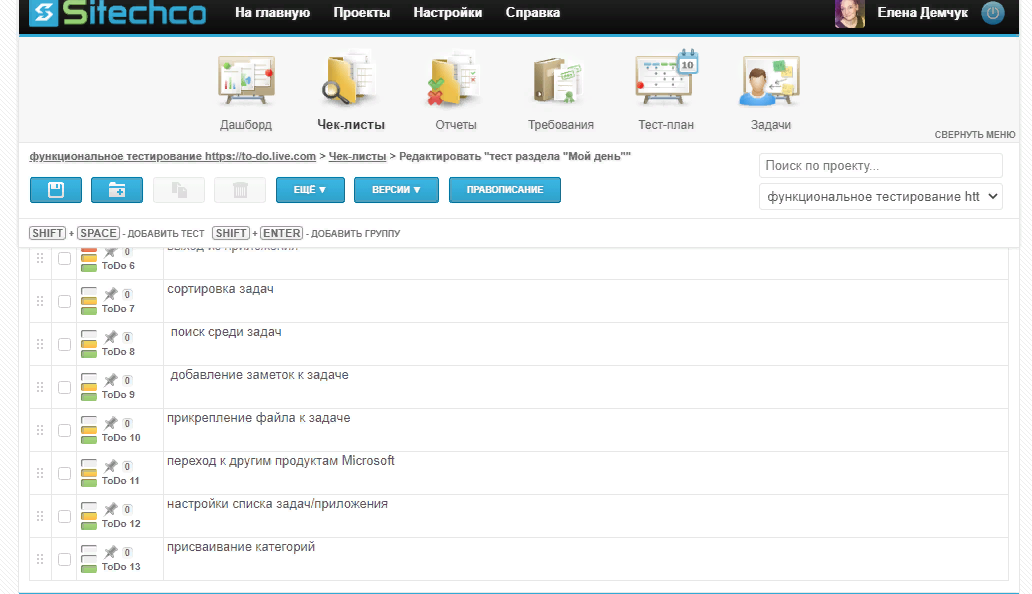 Sitechco
На главную Проекты Настройки Справка
Елена Демчук
10
Дашборд Чек-листы Отчеты Требования Тест-план Задачи
СВЕРНУТЬ МЕНЮ
функциональное тестирование https://to-do.live.com > Чек-листы > Редактировать "тест раздела "Мой день""
Поиск по проекту...
ЕЩЁ ▼ ВЕРСИИ ▼ ПРАВОПИСАНИЕ
функциональное тестирование htt
SHIFT + SPACE - ДОБАВИТЬ ТЕСТ SHIFT + ENTER - ДОБАВИТЬ ГРУППУ
выход из приложения
0
ToDo 6
сортировка задач
0
ToDo 7
поиск среди задач
0
ToDo 8
добавление заметок к задаче
0
ToDo 9
прикрепление файла к задаче
0
ToDo 10
переход к другим продуктам Microsoft
0
ToDo 11
настройки списка задач/приложения
0
ToDo 12
присваивание категорий
0
ToDo 13